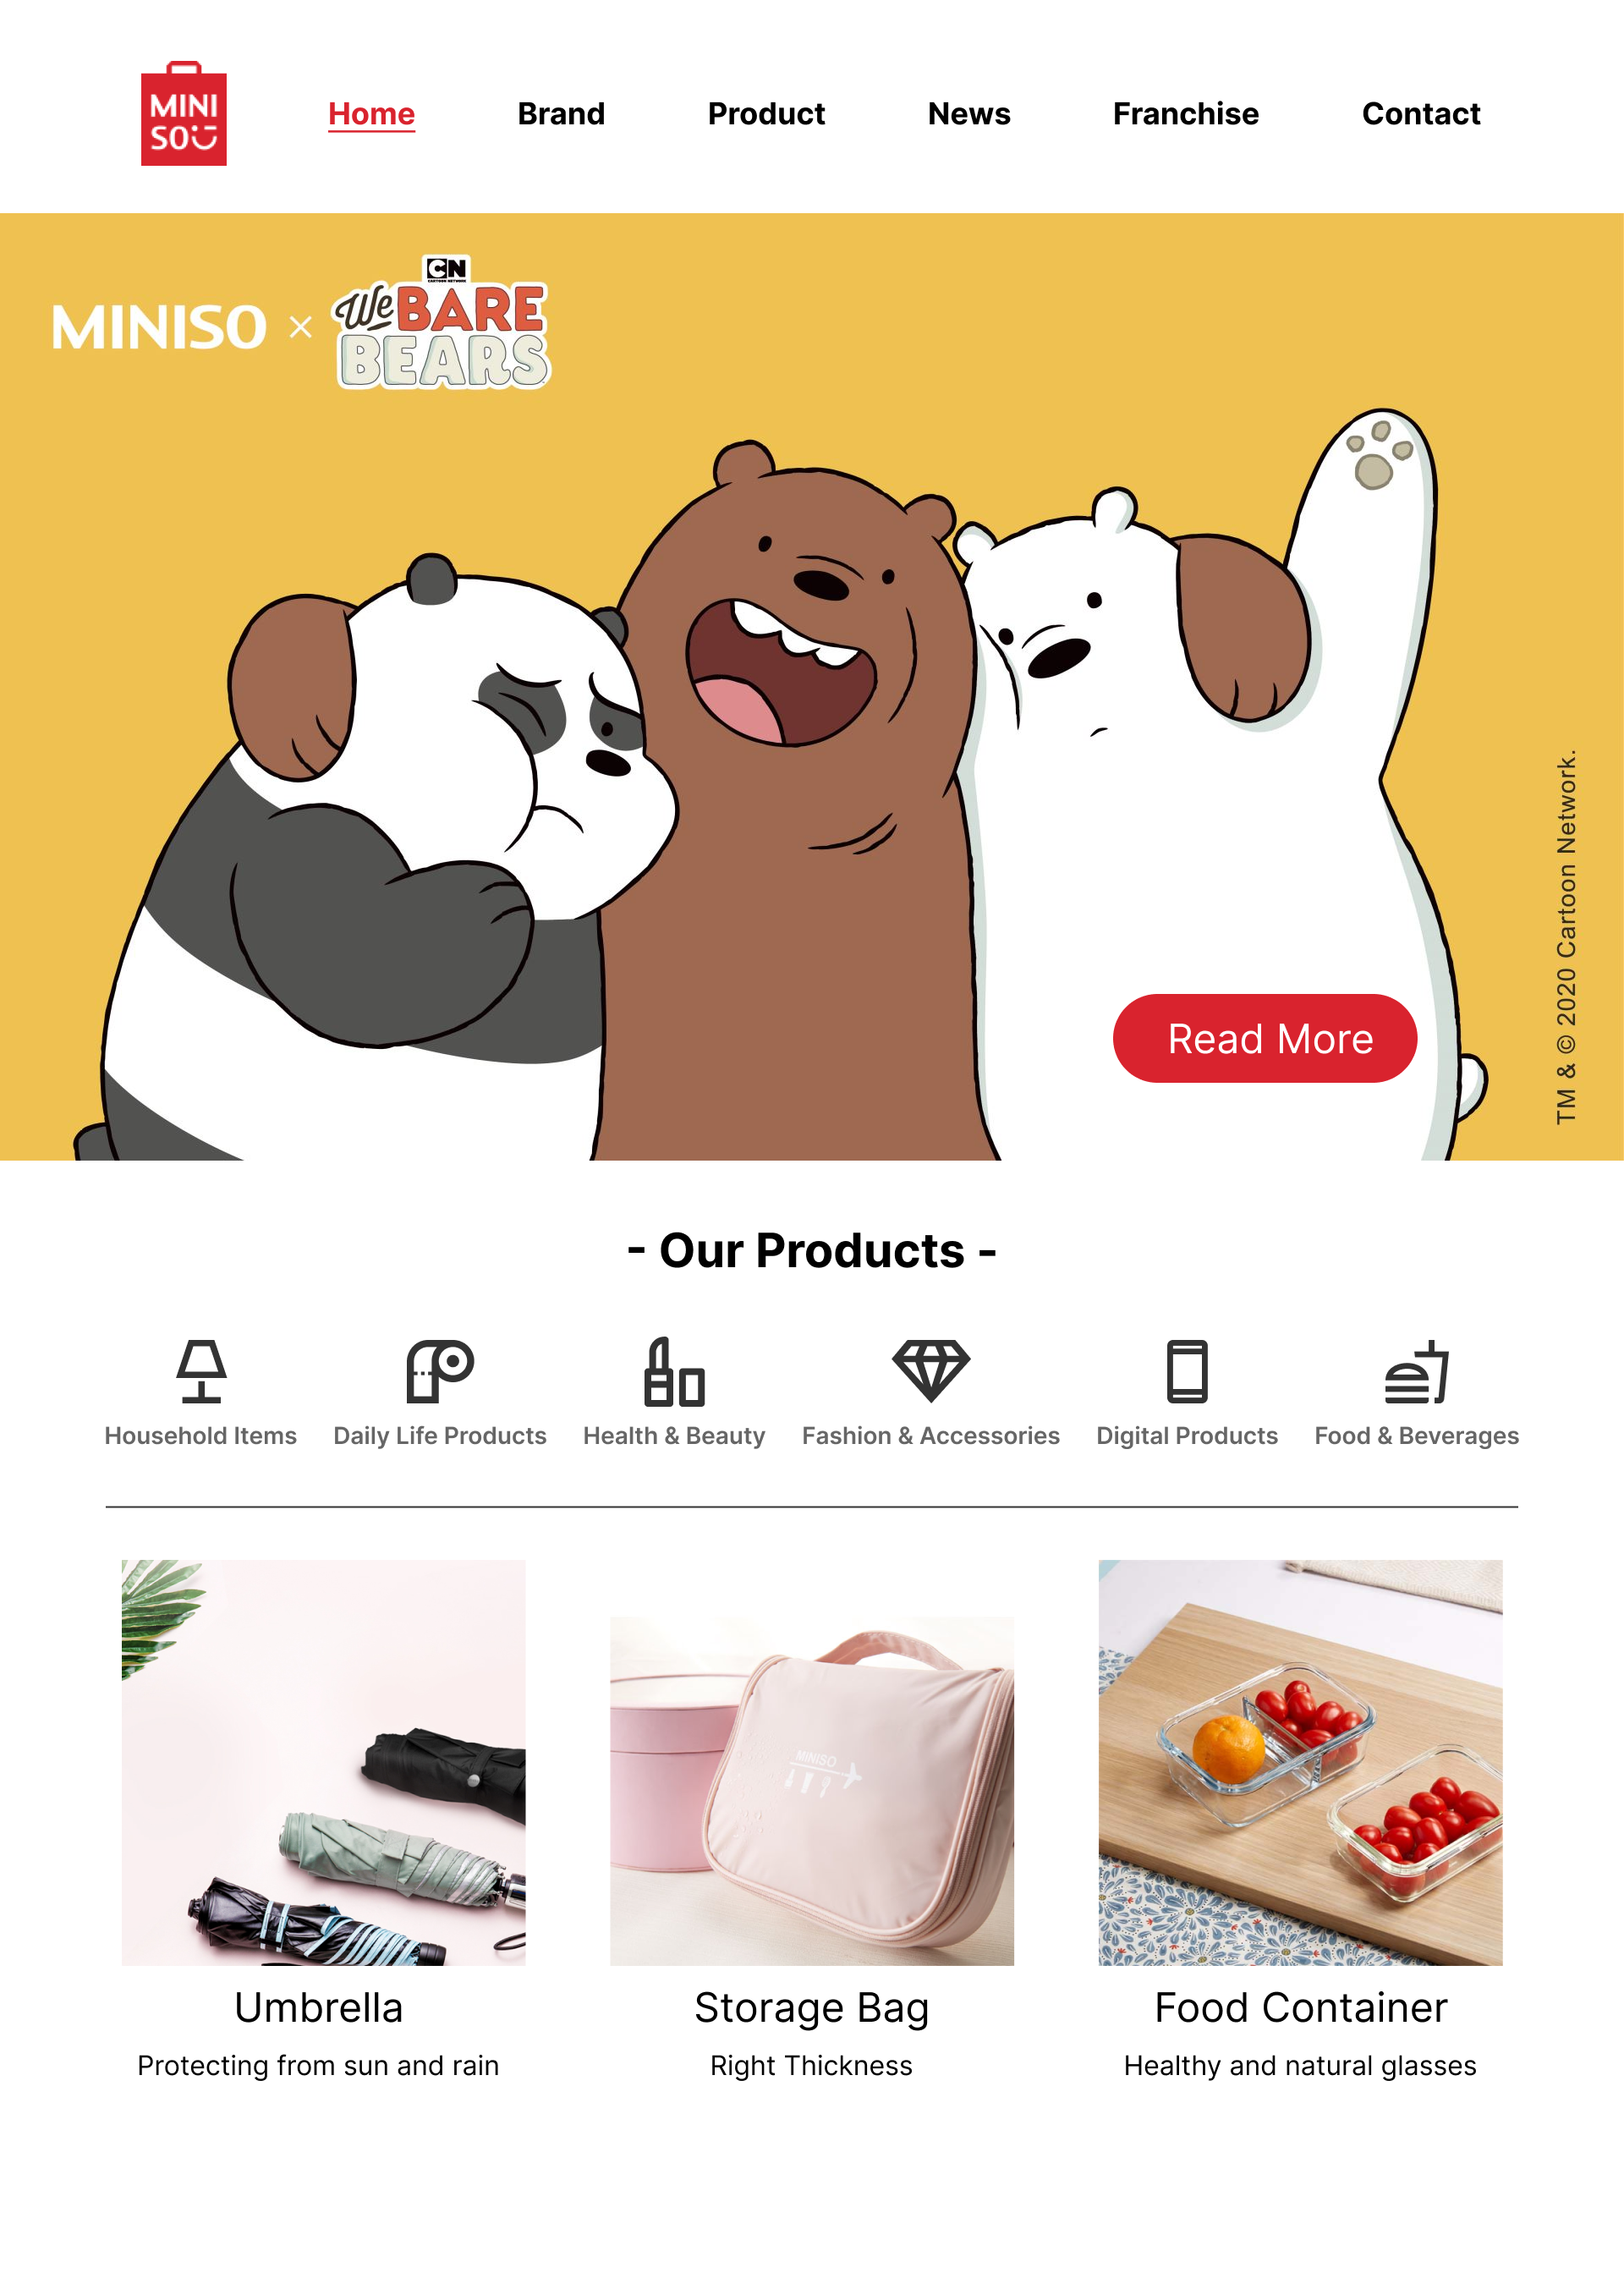 MINI
SO
Home Brand Product News Franchise Contact
CN
CARTOON NETWORK
MINISO × We BARE
BEARS
TM & © 2020 Cartoon Network.
Read More
- Our Products -
Household Items Daily Life Products Health & Beauty Fashion & Accessories Digital Products Food & Beverages
MINISO
Umbrella Storage Bag Food Container
Protecting from sun and rain Right Thickness Healthy and natural glasses